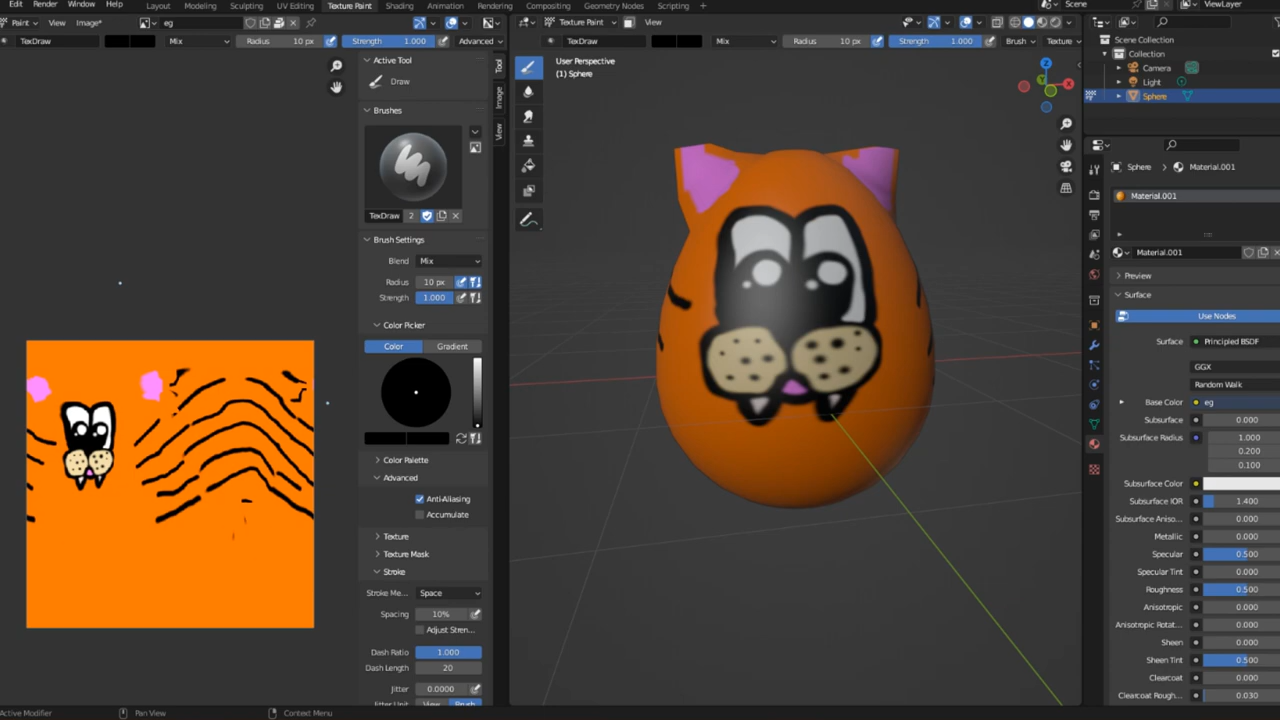 Edit Render Window Help Layout Modeling Sculpting UV Editing Texture Paint Shading Animation Rendering Compositing Geometry Nodes Scripting + Scene ViewLayer
Paint View Image* eg Texture Paint View
TexDraw Mix Radius 10 px Strength 1.000 Advanced TexDraw Mix Radius 10 px Strength 1.000 Brush Texture
Active Tool
Draw
Brushes
TexDraw 2
Brush Settings
Blend Mix
Radius 10 px
Strength 1.000
Color Picker
Color Gradient
Color Palette
Advanced
Anti-Aliasing
Accumulate
Texture
Texture Mask
Stroke
Stroke Me... Space
Spacing 10%
Adjust Stren...
Dash Ratio 1.000
Dash Length 20
Jitter 0.0000
Jitter Unit View Brush
Tool
Image
View
User Perspective
(1) Sphere
Z
X
Y
Scene Collection
Collection
Camera
Light
Sphere
Sphere > Material.001
Material.001
Material.001
Preview
Surface
Use Nodes
Surface Principled BSDF
GGX
Random Walk
Base Color eg
Subsurface 0.000
Subsurface Radius 1.000
0.200
0.100
Subsurface Color
Subsurface IOR 1.400
Subsurface Aniso... 0.000
Metallic 0.000
Specular 0.500
Specular Tint 0.000
Roughness 0.500
Anisotropic 0.000
Anisotropic Rotat... 0.000
Sheen 0.000
Sheen Tint 0.500
Clearcoat 0.000
Clearcoat Rough... 0.030
Active Modifier Pan View Context Menu